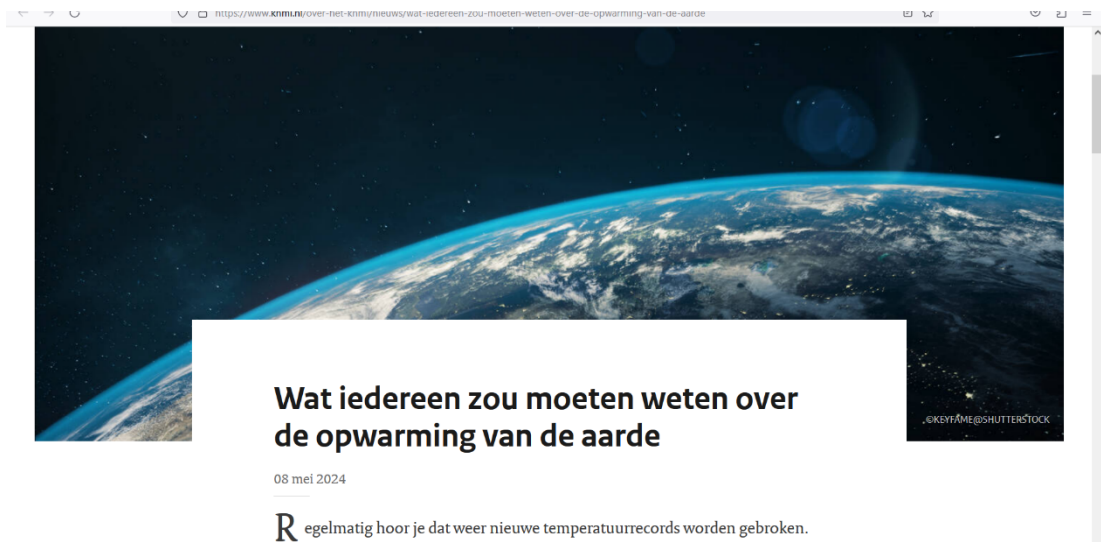 https://www.knmi.nl/over-het-knmi/nieuws/wat-iedereen-zou-moeten-weten-over-de-opwarming-van-de-aarde
©KEYFAME@SHUTTERSTOCK
Wat iedereen zou moeten weten over
de opwarming van de aarde
08 mei 2024
Regelmatig hoor je dat weer nieuwe temperatuurrecords worden gebroken.